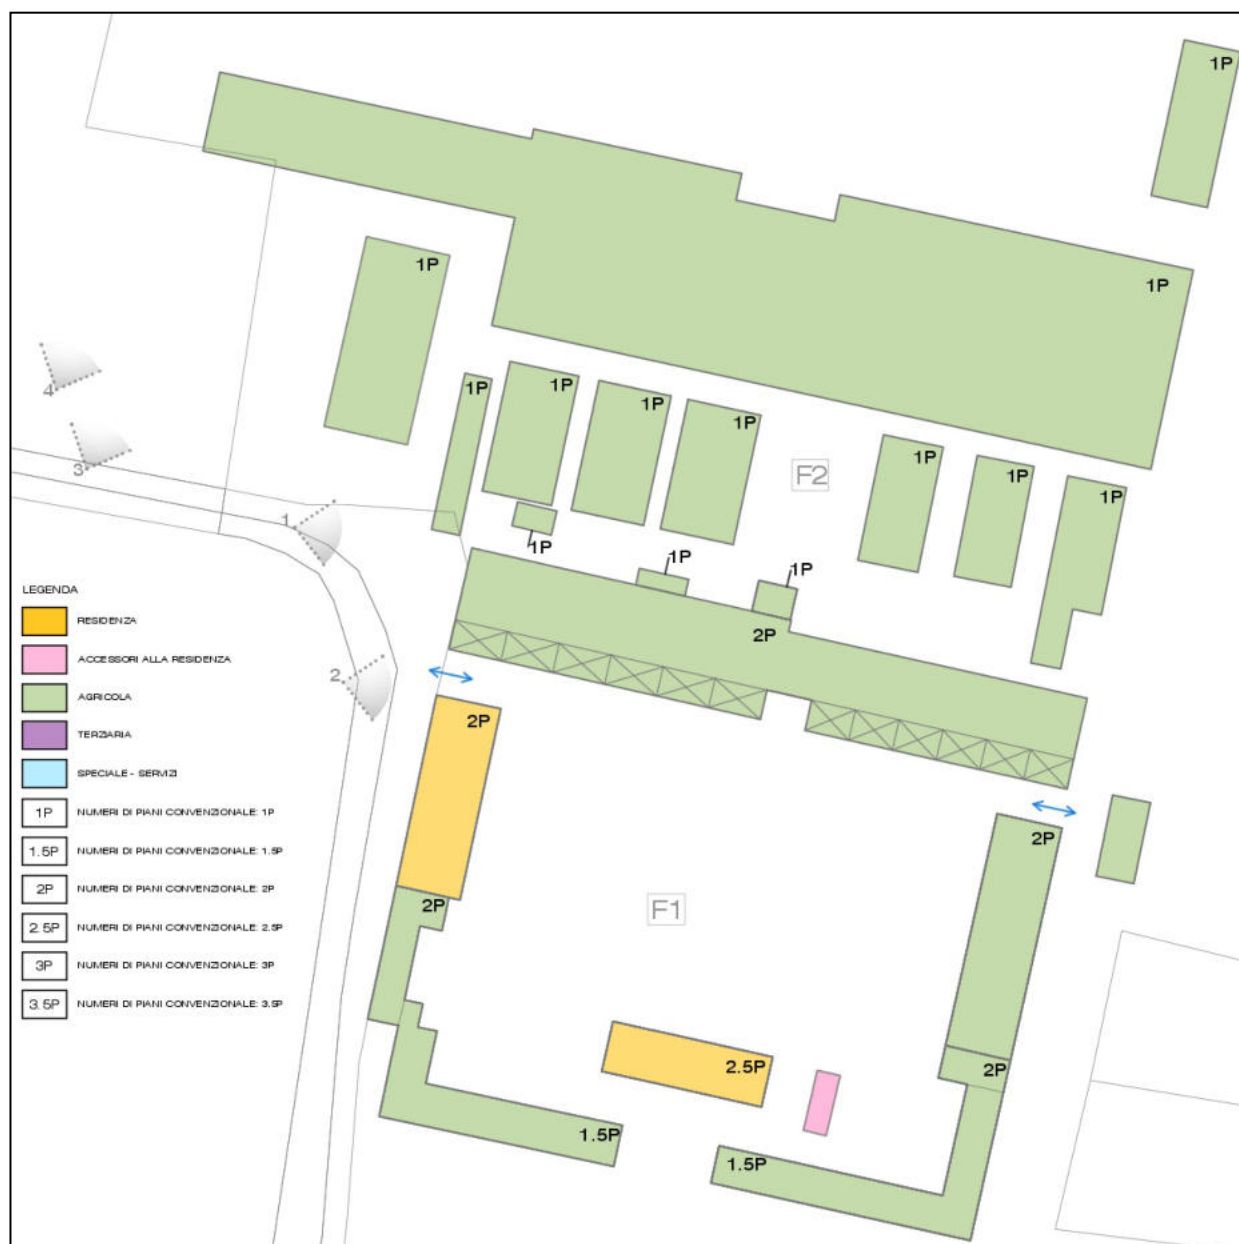 1P
1P
1P
1P
1P
1P
1P
1P
1P
1P
F2
1P
1P
1P
2P
4
3
1
2
LEGENDA
RESIDENZA
ACCESSORI ALLA RESIDENZA
AGRICOLA
TERZIARIA
SPECIALE - SERVIZI
1P NUMERI DI PIANI CONVENZIONALE: 1P
1.5P NUMERI DI PIANI CONVENZIONALE: 1.5P
2P NUMERI DI PIANI CONVENZIONALE: 2P
2.5P NUMERI DI PIANI CONVENZIONALE: 2.5P
3P NUMERI DI PIANI CONVENZIONALE: 3P
3.5P NUMERI DI PIANI CONVENZIONALE: 3.5P
2P
2P
2P
F1
2.5P
2P
1.5P
1.5P